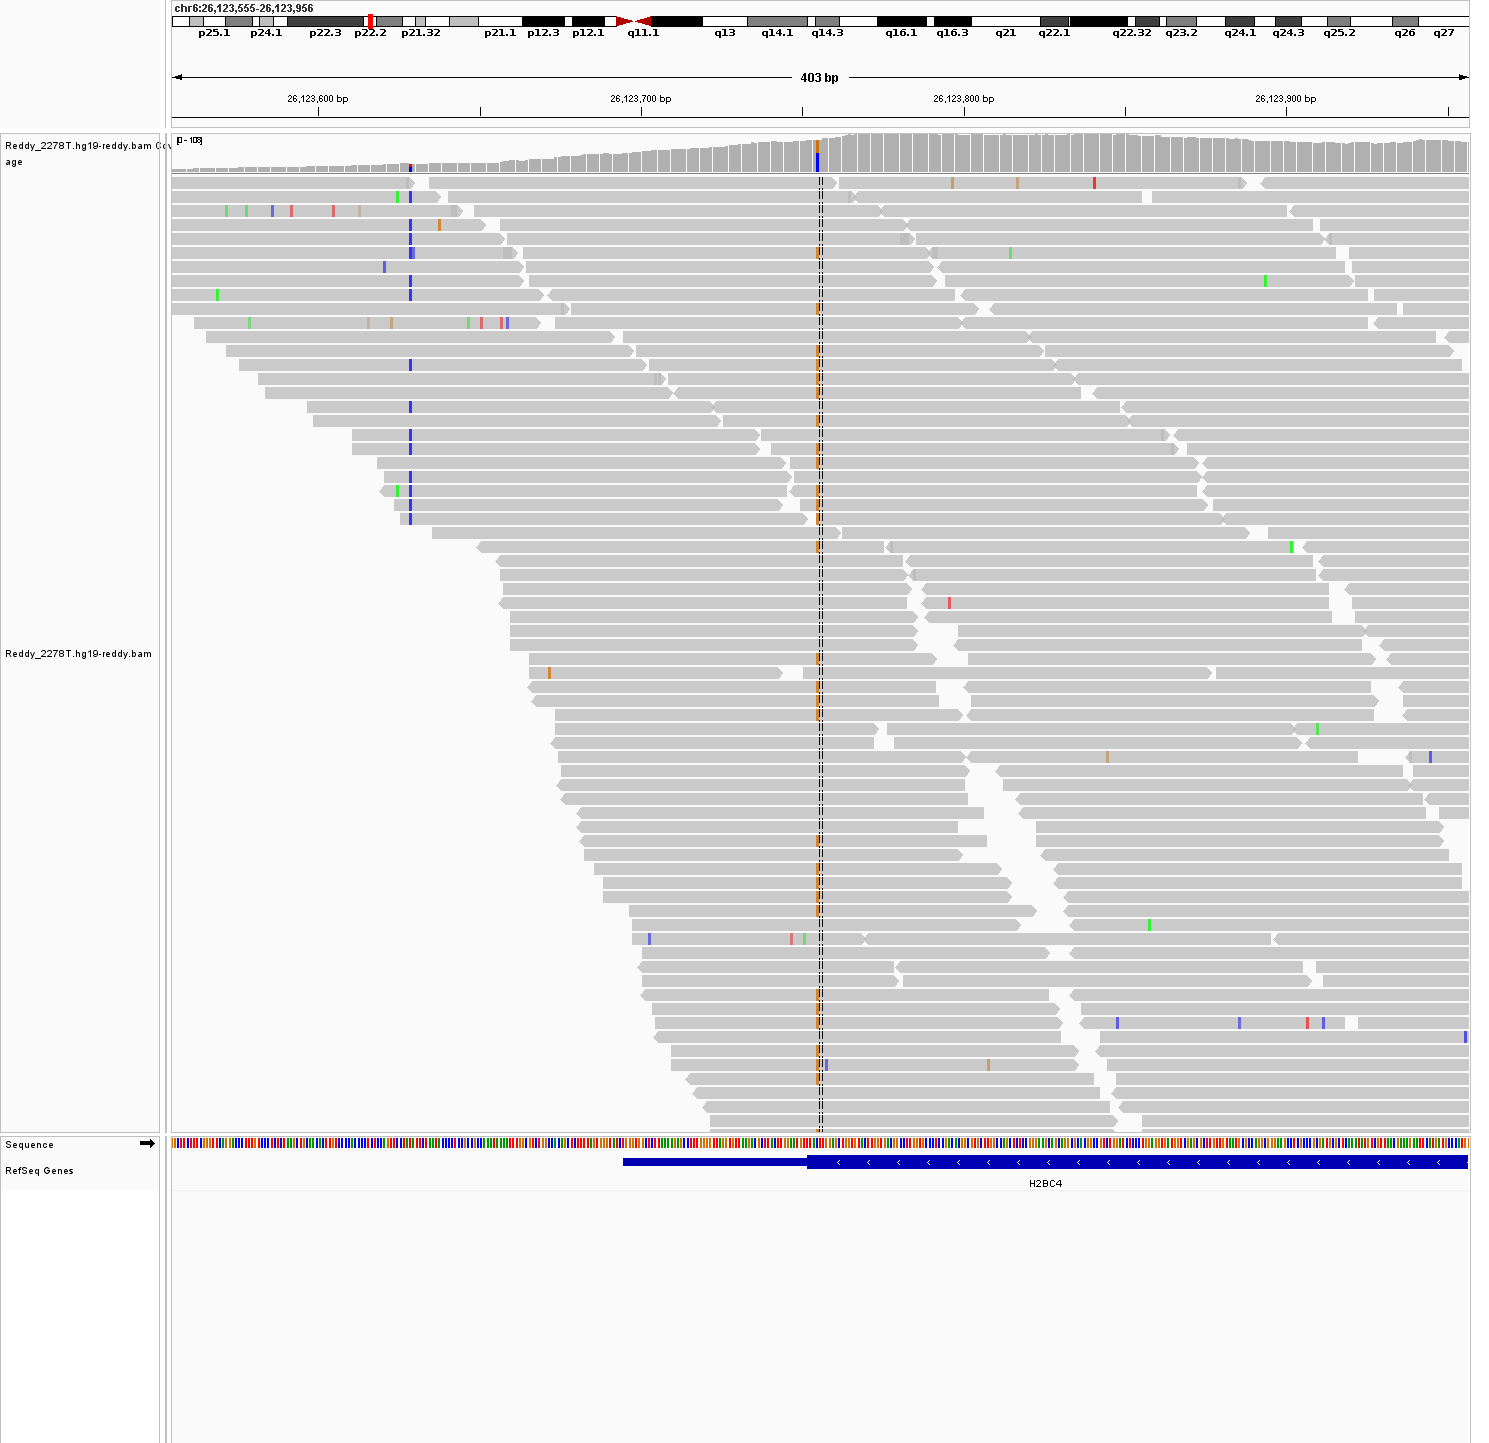 chr6:26,123,555-26,123,956
p25.1 p24.1 p22.3 p22.2 p21.32 p21.1 p12.3 p12.1 q11.1 q13 q14.1 q14.3 q16.1 q16.3 q21 q22.1 q22.32 q23.2 q24.1 q24.3 q25.2 q26 q27
403 bp
26,123,600 bp 26,123,700 bp 26,123,800 bp 26,123,900 bp
Reddy_2278T.hg19-reddy.bam Cov
age
[0 - 108]
Reddy_2278T.hg19-reddy.bam
Sequence
RefSeq Genes
H2BC4